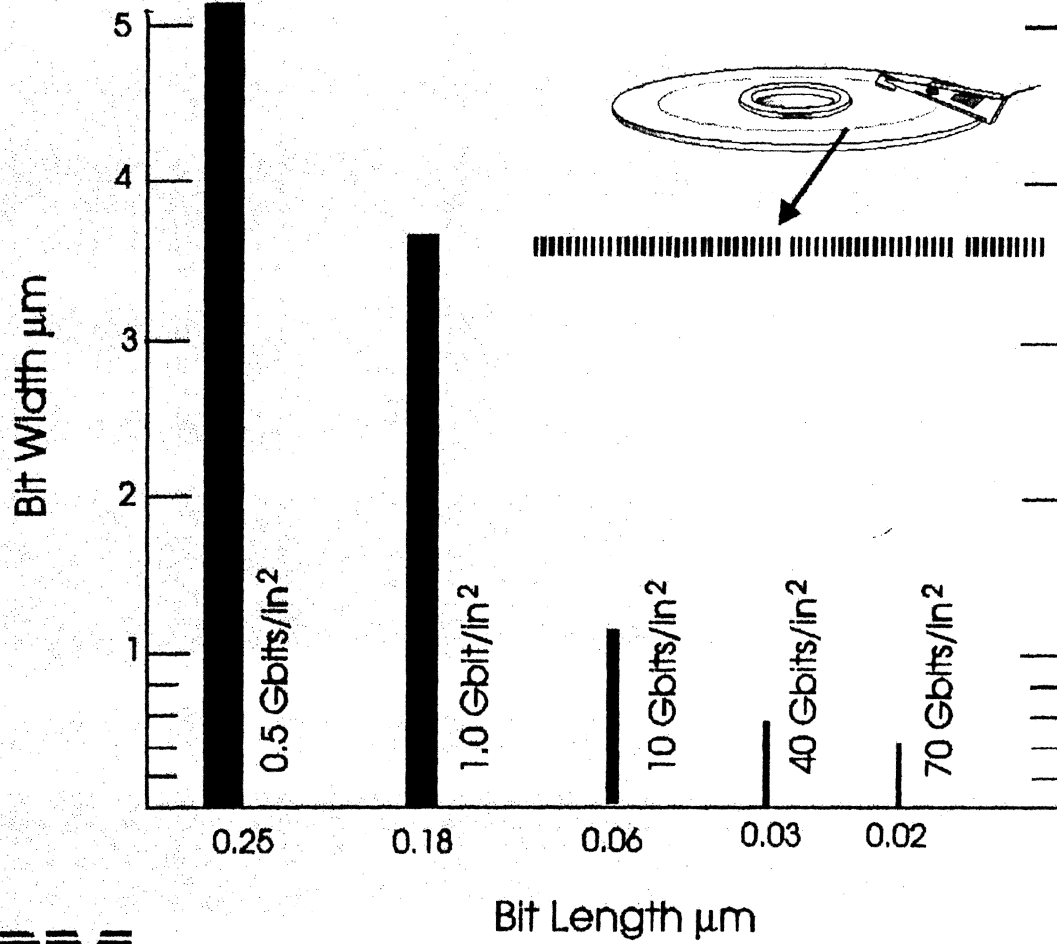 5
4
3
2
1
Bit Width μm
0.5 Gbits/in²
1.0 Gbit/in²
10 Gbits/in²
40 Gbits/in²
70 Gbits/in²
0.25
0.18
0.06
0.03
0.02
Bit Length μm